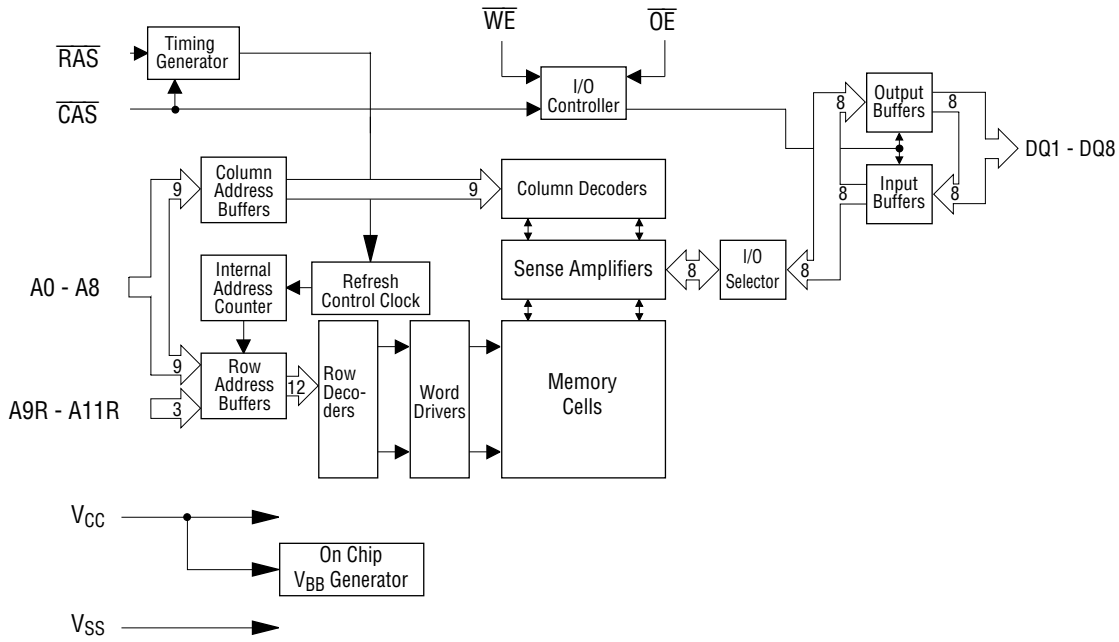 WE
OE
RAS
Timing
Generator
I/O
Controller
CAS
Output
Buffers
8
8
DQ1 - DQ8
Input
Buffers
8
8
Column
Address
Buffers
9
9
Column Decoders
Sense Amplifiers
8
I/O
Selector
8
A0 - A8
Internal
Address
Counter
Refresh
Control Clock
9
Row
Address
Buffers
12
Row
Deco-
ders
Word
Drivers
Memory
Cells
A9R - A11R
3
VCC
On Chip
VBB Generator
VSS